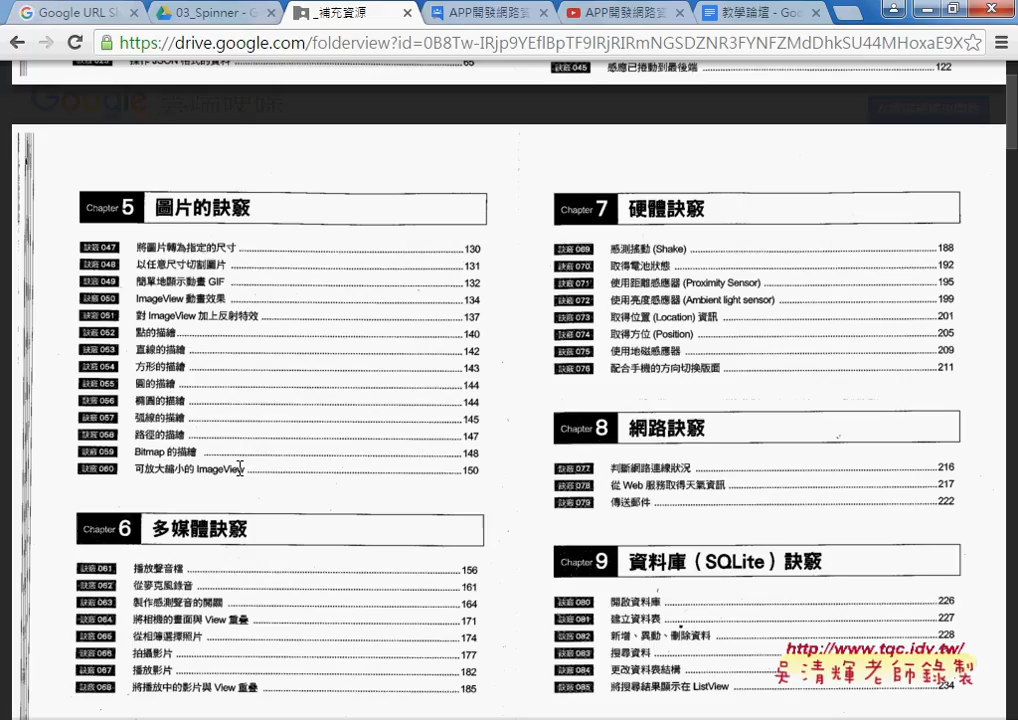 Google URL Sh
03_Spinner - G
_補充資源
APP開發網路資
APP開發網路資
教學論壇 - Goo
https://drive.google.com/folderview?id=0B8Tw-IRjp9YEflBpTF9lRjRIRmNGSDZNR3FYNFZMdDhkSU44MHoxaE9X
操作 JSON 格式的資料 65
訣竅 045 感應已捲動到最後端 122
Chapter 5 圖片的訣竅
訣竅 047 將圖片轉為指定的尺寸 130
訣竅 048 以任意尺寸切割圖片 131
訣竅 049 簡單地顯示動畫 GIF 132
訣竅 050 ImageView 動畫效果 134
訣竅 051 對 ImageView 加上反射特效 137
訣竅 052 點的描繪 140
訣竅 053 直線的描繪 142
訣竅 054 方形的描繪 143
訣竅 055 圓的描繪 144
訣竅 056 橢圓的描繪 144
訣竅 057 弧線的描繪 145
訣竅 058 路徑的描繪 147
訣竅 059 Bitmap 的描繪 148
訣竅 060 可放大縮小的 ImageView 150
Chapter 6 多媒體訣竅
訣竅 061 播放聲音檔 156
訣竅 062 從麥克風錄音 161
訣竅 063 製作感測聲音的開關 164
訣竅 064 將相機的畫面與 View 重疊 171
訣竅 065 從相簿選擇照片 174
訣竅 066 拍攝影片 177
訣竅 067 播放影片 182
訣竅 068 將播放中的影片與 View 重疊 185
Chapter 7 硬體訣竅
訣竅 069 感測搖動 (Shake) 188
訣竅 070 取得電池狀態 192
訣竅 071 使用距離感應器 (Proximity Sensor) 195
訣竅 072 使用亮度感應器 (Ambient light sensor) 199
訣竅 073 取得位置 (Location) 資訊 201
訣竅 074 取得方位 (Position) 205
訣竅 075 使用地磁感應器 209
訣竅 076 配合手機的方向切換版面 211
Chapter 8 網路訣竅
訣竅 077 判斷網路連線狀況 216
訣竅 078 從 Web 服務取得天氣資訊 217
訣竅 079 傳送郵件 222
Chapter 9 資料庫（SQLite）訣竅
訣竅 080 開啟資料庫 226
訣竅 081 建立資料表 227
訣竅 082 新增、異動、刪除資料 228
訣竅 083 搜尋資料
訣竅 084 更改資料表結構
訣竅 085 將搜尋結果顯示在 ListView 234
http://www.tqc.idv.tw/
吳清輝老師錄製